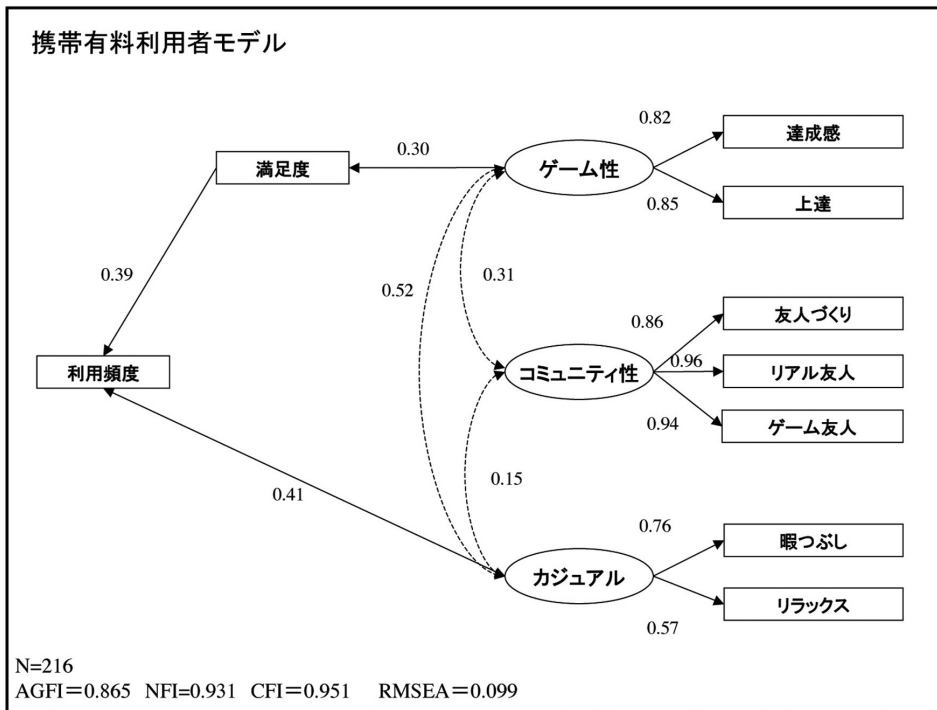 携帯有料利用者モデル
0.82
達成感
0.30
満足度
ゲーム性
0.85
上達
0.39
0.52
0.31
友人づくり
0.86
利用頻度
コミュニティ性
0.96
リアル友人
0.94
ゲーム友人
0.41
0.15
0.76
暇つぶし
カジュアル
リラックス
0.57
N=216
AGFI＝0.865 NFI=0.931 CFI＝0.951 RMSEA＝0.099